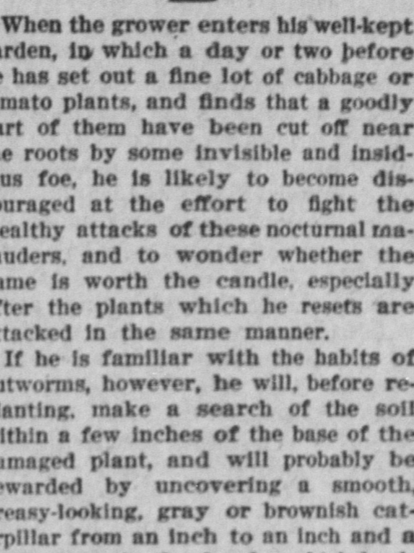 When the grower enters his well-kept
arden, in which a day or two before
e has set out a fine lot of cabbage or
mato plants, and finds that a goodly
art of them have been cut off near
e roots by some invisible and insid-
us foe, he is likely to become dis-
ouraged at the effort to fight the
ealthy attacks of these nocturnal ma-
auders, and to wonder whether the
ame is worth the candle, especially
fter the plants which he resets are
ttacked in the same manner.
If he is familiar with the habits of
utworms, however, he will, before re-
lanting, make a search of the soil
ithin a few inches of the base of the
amaged plant, and will probably be
ewarded by uncovering a smooth,
reasy-looking, gray or brownish cat-
rpillar from an inch to an inch and a